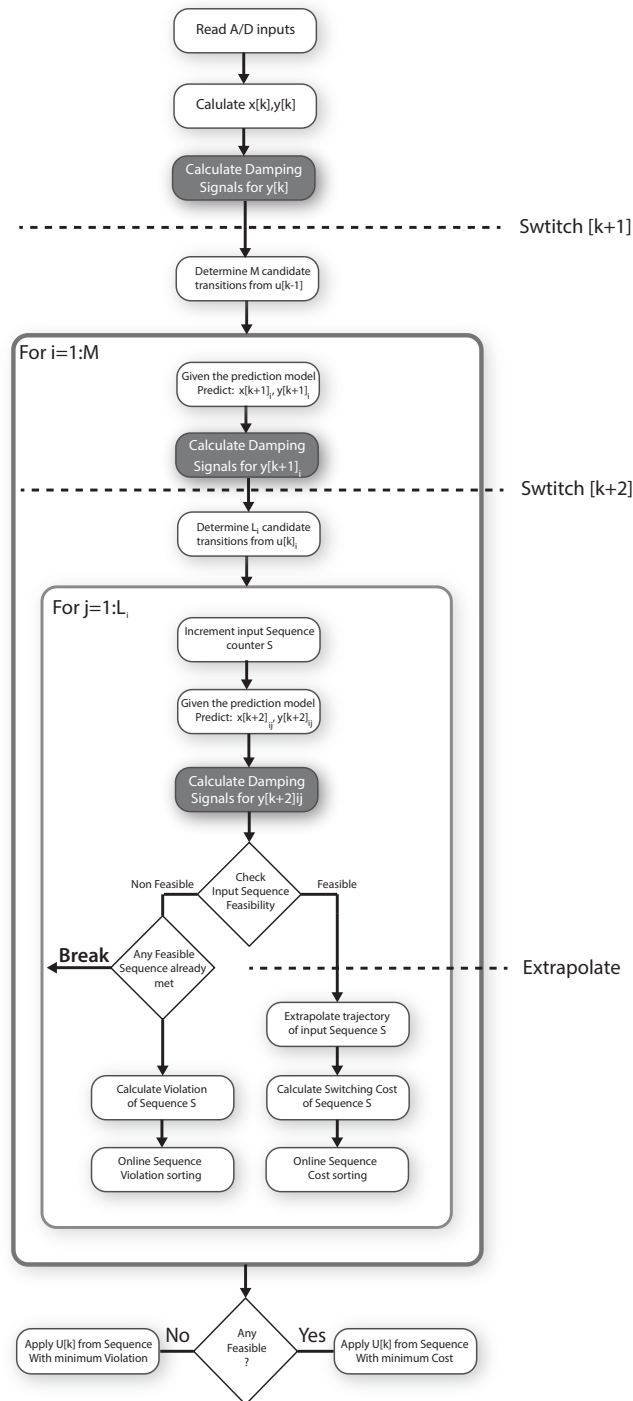 Read A/D inputs
Calulate x[k],y[k]
Calculate Damping
Signals for y[k]
Swtitch [k+1]
Determine M candidate
transitions from u[k-1]
For i=1:M
Given the prediction model
Predict: x[k+1]i, y[k+1]i
Calculate Damping
Signals for y[k+1]i
Swtitch [k+2]
Determine Li candidate
transitions from u[k]i
For j=1:Li
Increment input Sequence
counter S
Given the prediction model
Predict: x[k+2]ij, y[k+2]ij
Calculate Damping
Signals for y[k+2]ij
Check
Input Sequence
Feasibility
Non Feasible
Feasible
Any Feasible
Sequence already
met
Break
Extrapolate
Extrapolate trajectory
of input Sequence S
Calculate Violation
of Sequence S
Calculate Switching Cost
of Sequence S
Online Sequence
Violation sorting
Online Sequence
Cost sorting
Any
Feasible
?
No
Yes
Apply U[k] from Sequence
With minimum Violation
Apply U[k] from Sequence
With minimum Cost